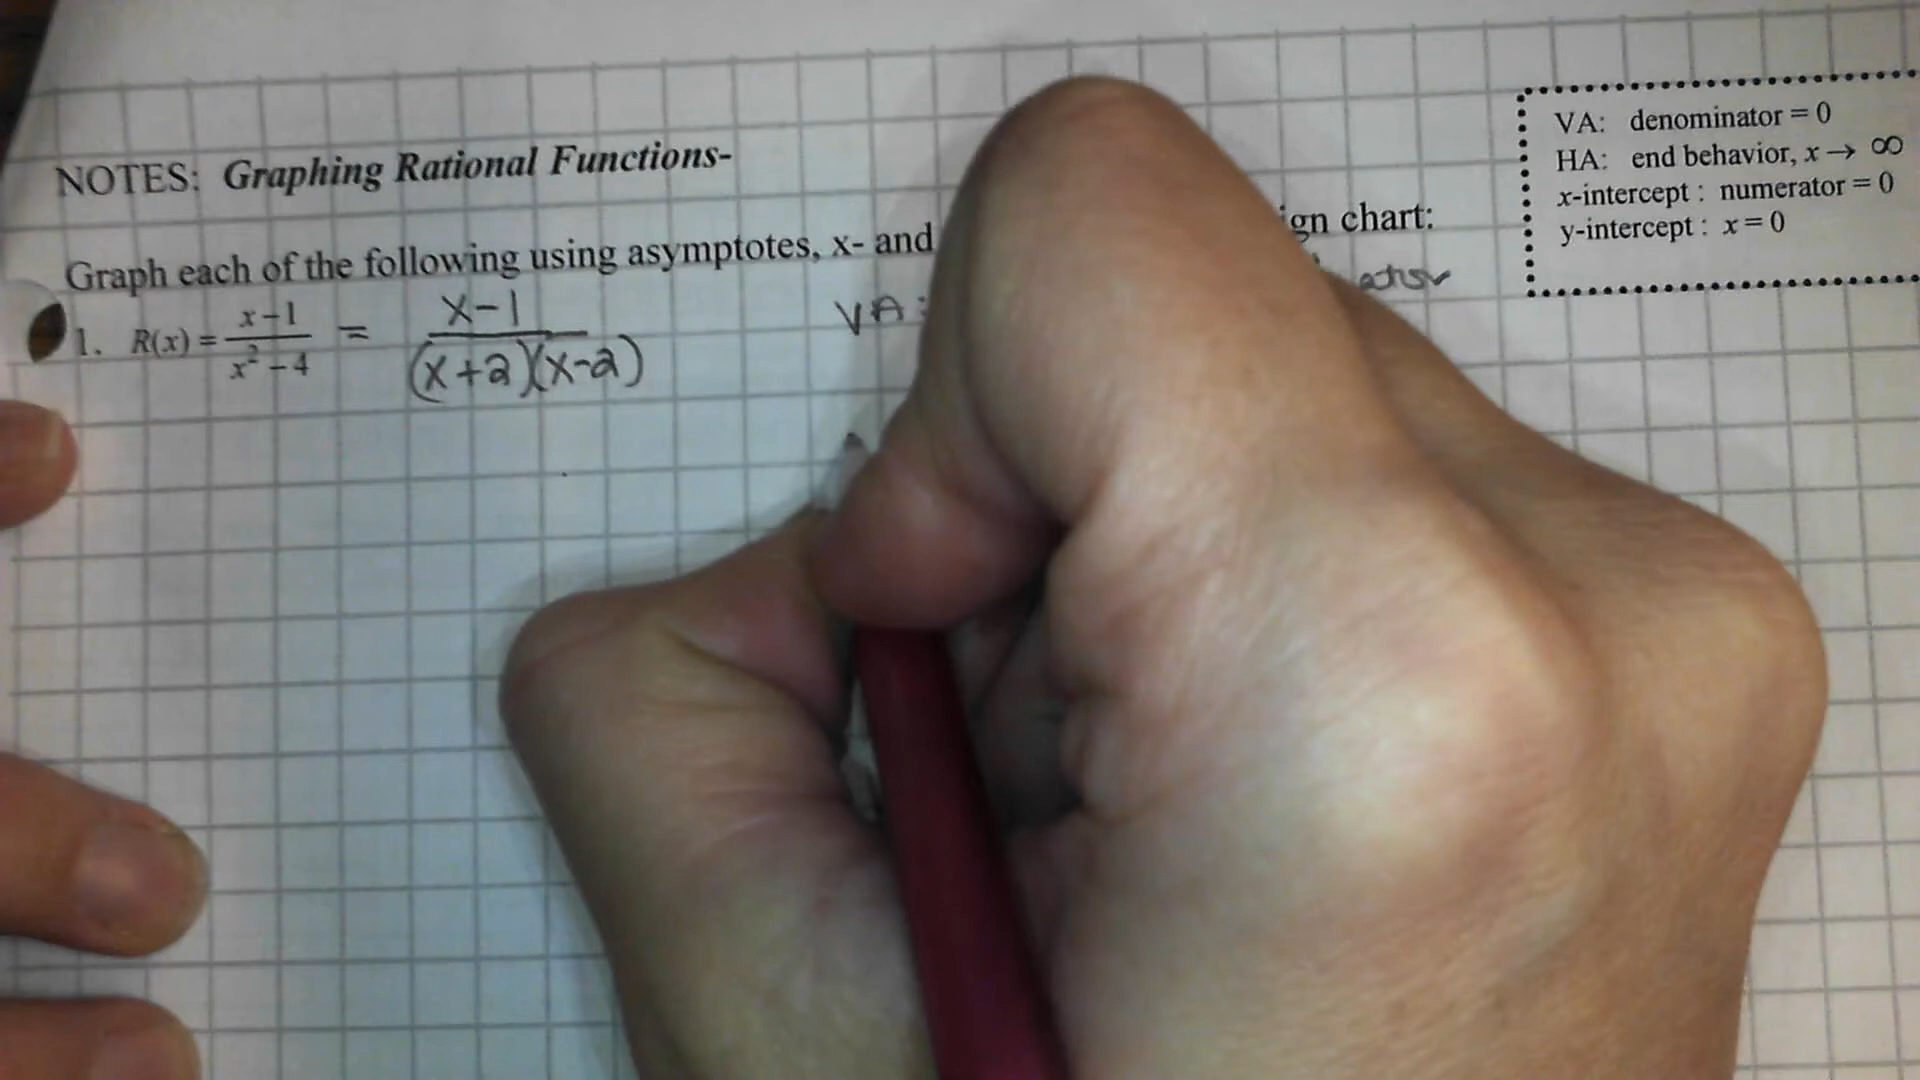 NOTES: Graphing Rational Functions-
Graph each of the following using asymptotes, x- and chart:
1. R(x) = x-1 / x² - 4 = x-1 / (x+2)(x-2)
VA:
VA: denominator = 0
HA: end behavior, x → ∞
x-intercept : numerator = 0
y-intercept : x = 0